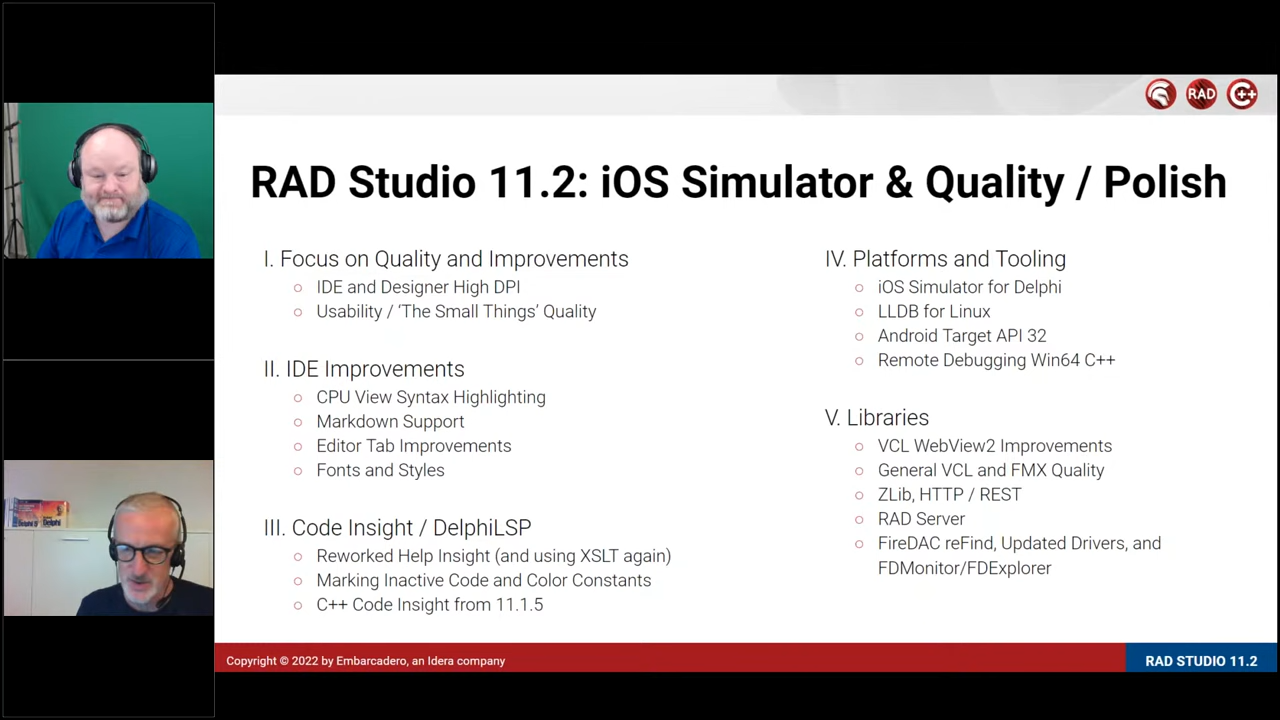 RAD
C++
RAD Studio 11.2: iOS Simulator & Quality / Polish
I. Focus on Quality and Improvements
IDE and Designer High DPI
Usability / ‘The Small Things’ Quality
II. IDE Improvements
CPU View Syntax Highlighting
Markdown Support
Editor Tab Improvements
Fonts and Styles
III. Code Insight / DelphiLSP
Reworked Help Insight (and using XSLT again)
Marking Inactive Code and Color Constants
C++ Code Insight from 11.1.5
IV. Platforms and Tooling
iOS Simulator for Delphi
LLDB for Linux
Android Target API 32
Remote Debugging Win64 C++
V. Libraries
VCL WebView2 Improvements
General VCL and FMX Quality
ZLib, HTTP / REST
RAD Server
FireDAC reFind, Updated Drivers, and
FDMonitor/FDExplorer
Delphi
Delphi
Copyright © 2022 by Embarcadero, an Idera company
RAD STUDIO 11.2